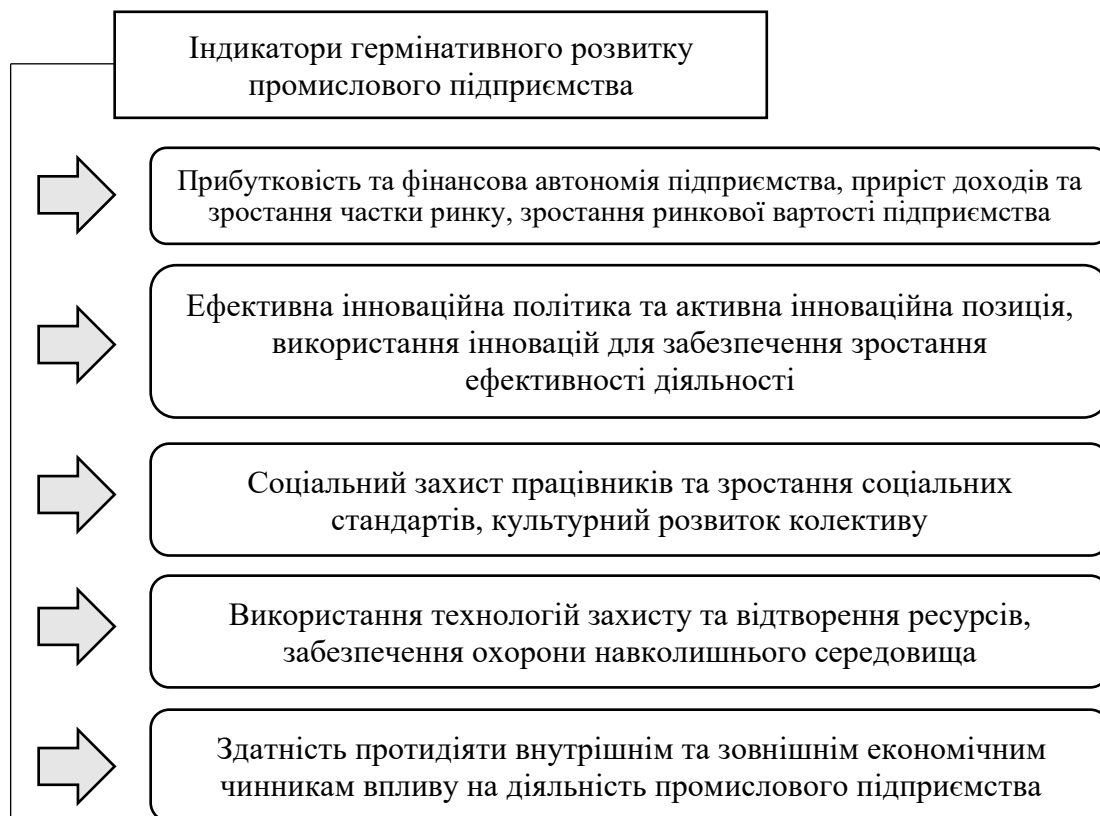 Індикатори гермінативного розвитку
промислового підприємства
Прибутковість та фінансова автономія підприємства, приріст доходів та
зростання частки ринку, зростання ринкової вартості підприємства
Ефективна інноваційна політика та активна інноваційна позиція,
використання інновацій для забезпечення зростання
ефективності діяльності
Соціальний захист працівників та зростання соціальних
стандартів, культурний розвиток колективу
Використання технологій захисту та відтворення ресурсів,
забезпечення охорони навколишнього середовища
Здатність протидіяти внутрішнім та зовнішнім економічним
чинникам впливу на діяльність промислового підприємства